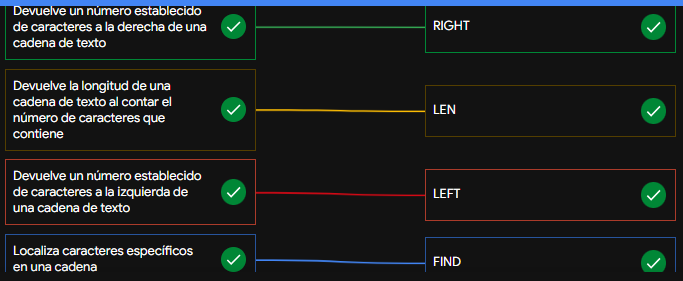 Devuelve un número establecido
de caracteres a la derecha de una
cadena de texto
RIGHT
Devuelve la longitud de una
cadena de texto al contar el
número de caracteres que
contiene
LEN
Devuelve un número establecido
de caracteres a la izquierda de
una cadena de texto
LEFT
Localiza caracteres específicos
en una cadena
FIND